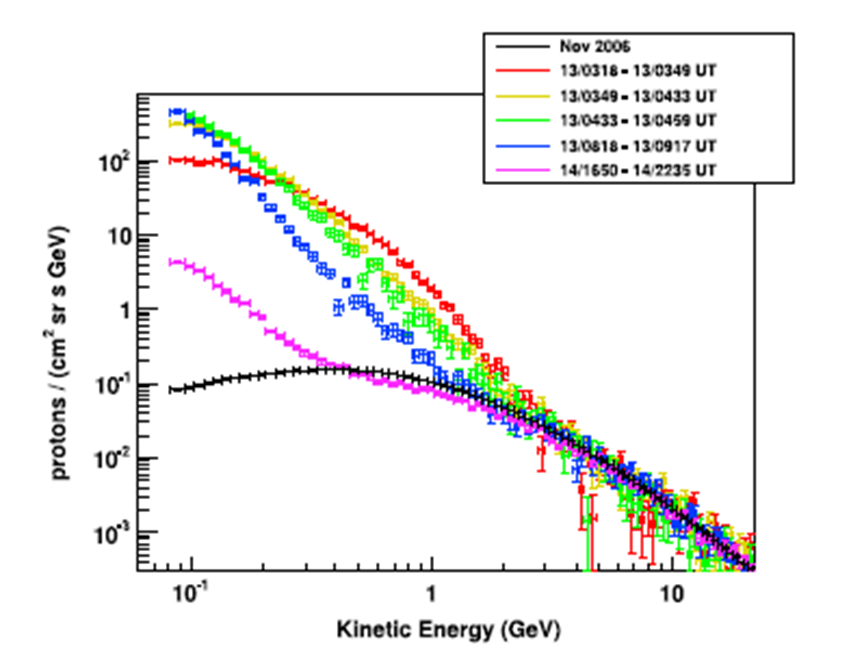 Nov 2006
13/0318 - 13/0349 UT
13/0349 - 13/0433 UT
13/0433 - 13/0459 UT
13/0818 - 13/0917 UT
14/1650 - 14/2235 UT
protons / (cm² sr s GeV)
10²
10
1
10⁻¹
10⁻²
10⁻³
10⁻¹ 1 10
Kinetic Energy (GeV)